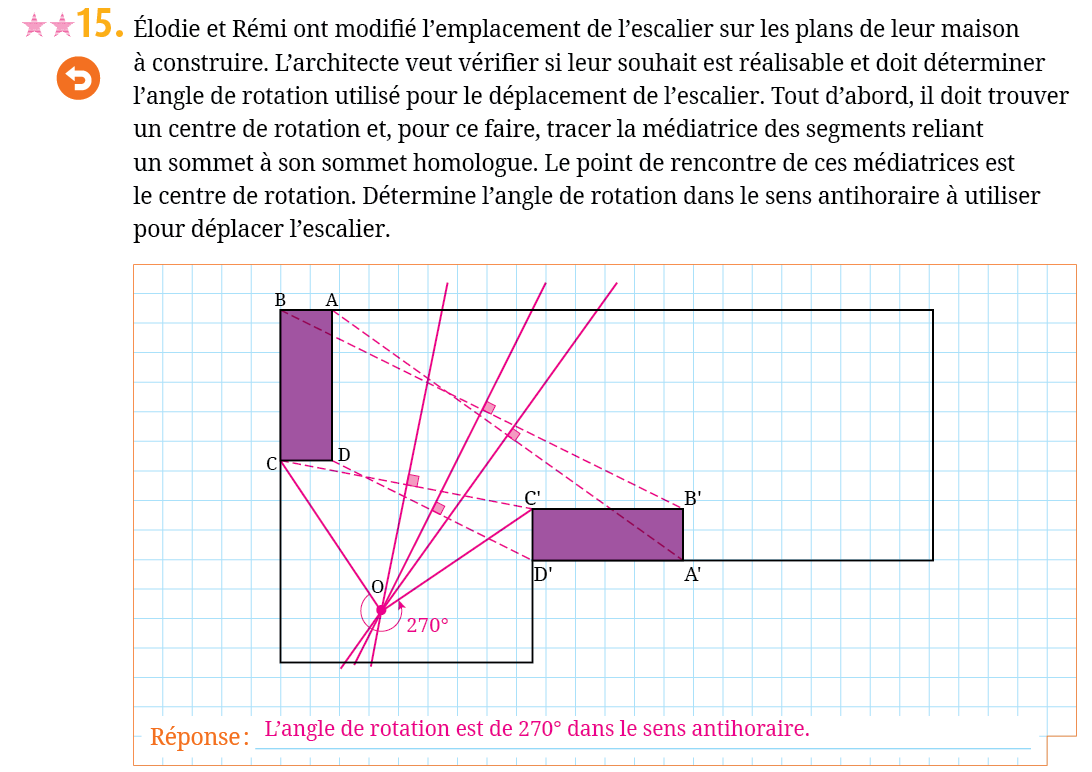 15. Élodie et Rémi ont modifié l’emplacement de l’escalier sur les plans de leur maison
à construire. L’architecte veut vérifier si leur souhait est réalisable et doit déterminer
l’angle de rotation utilisé pour le déplacement de l’escalier. Tout d’abord, il doit trouver
un centre de rotation et, pour ce faire, tracer la médiatrice des segments reliant
un sommet à son sommet homologue. Le point de rencontre de ces médiatrices est
le centre de rotation. Détermine l’angle de rotation dans le sens antihoraire à utiliser
pour déplacer l’escalier.
B A
C D
C' B'
D' A'
O
270°
Réponse : L’angle de rotation est de 270° dans le sens antihoraire.